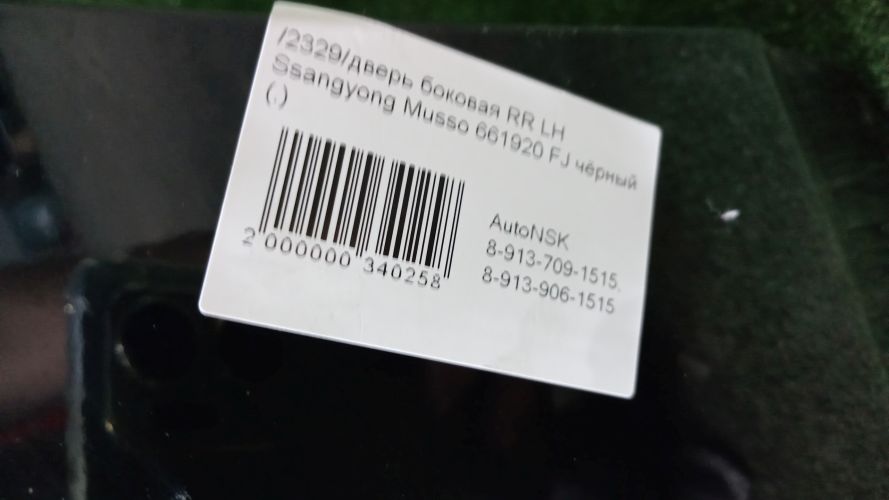 /2329/дверь боковая RR LH
Ssangyong Musso 661920 FJ чёрный
(.)
AutoNSK
8-913-709-1515,
8-913-906-1515
2 000000 340258